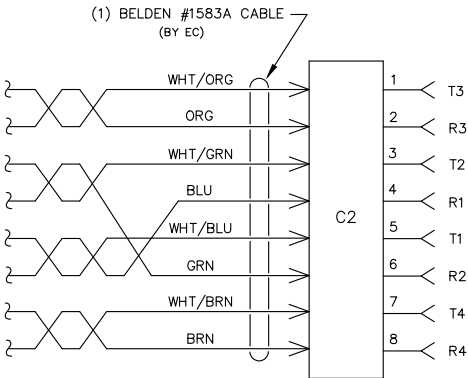 (1) BELDEN #1583A CABLE
(BY EC)
WHT/ORG 1 T3
ORG 2 R3
WHT/GRN 3 T2
BLU 4 R1
C2
WHT/BLU 5 T1
GRN 6 R2
WHT/BRN 7 T4
BRN 8 R4